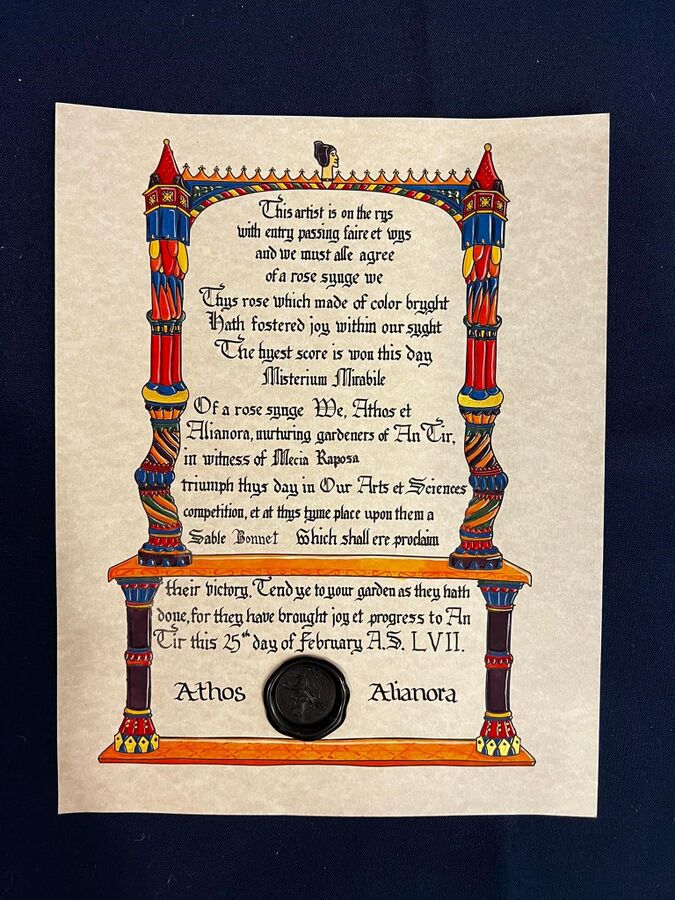 This artist is on the rys
with entry passing faire et wys
and we must alle agree
of a rose synge we
Thys rose which made of color bryght
Hath fostered joy within our syght
The hyest score is won this day
Misterium Mirabile
Of a rose synge We, Athos et
Alianora, nurturing gardeners of An Tir,
in witness of Mecia Raposa
triumph thys day in Our Arts et Sciences
competition, et at thys tyme place upon them a
Sable Bonnet which shall ere proclaim
their victory. Tend ye to your garden as they hath
done, for they have brought joy et progress to An
Tir this 25th day of February A.S. LVII.
Athos Alianora